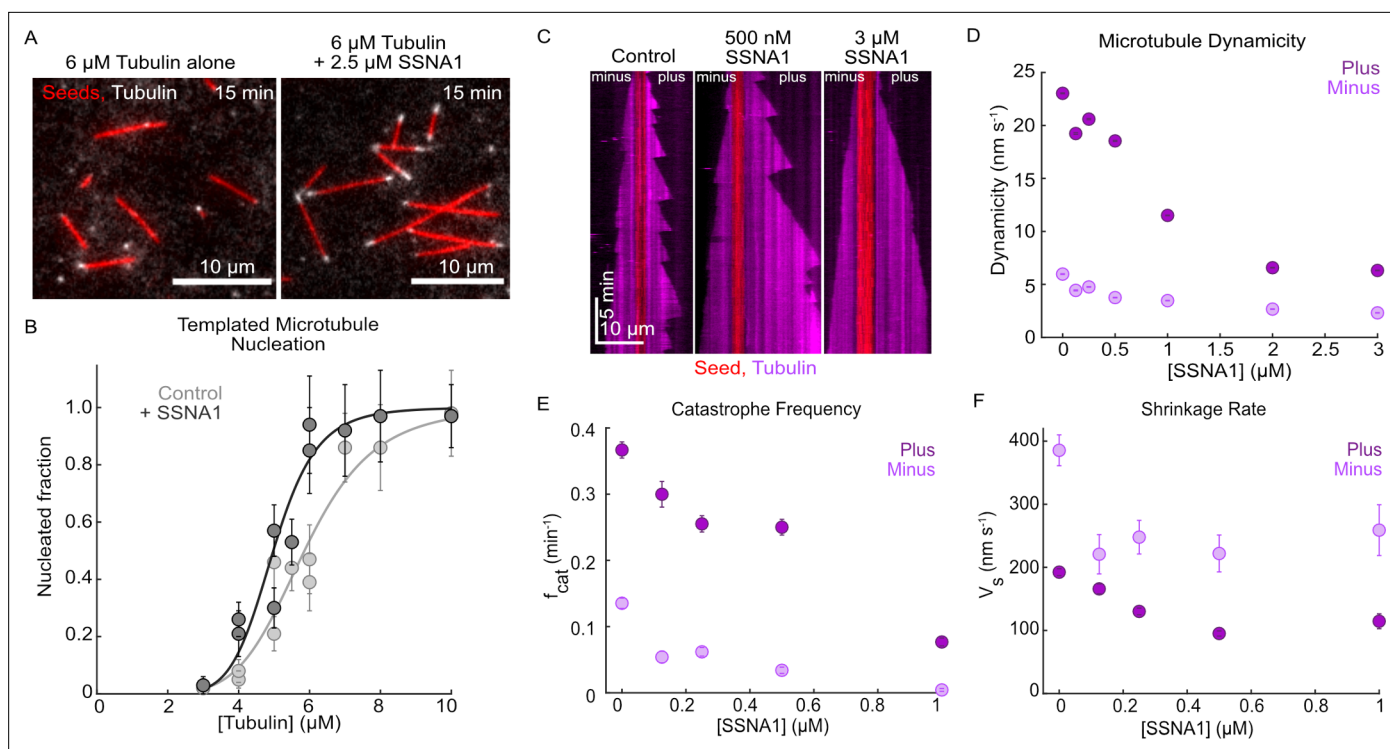 A
6 µM Tubulin alone
6 µM Tubulin
+ 2.5 µM SSNA1
Seeds, Tubulin
15 min
15 min
10 µm
10 µm
B
Templated Microtubule
Nucleation
Control
+ SSNA1
Nucleated fraction
1.0
0.8
0.6
0.4
0.2
0
0
2
4
6
8
10
[Tubulin] (µM)
C
Control
500 nM
SSNA1
3 µM
SSNA1
minus
plus
minus
plus
minus
plus
15 min
10 µm
Seed, Tubulin
D
Microtubule Dynamicity
Plus
Minus
Dynamicity (nm s⁻¹)
25
20
15
10
5
0
0
0.5
1
1.5
2
2.5
3
[SSNA1] (µM)
E
Catastrophe Frequency
Plus
Minus
f_cat (min⁻¹)
0.4
0.3
0.2
0.1
0
0
0.2
0.4
0.6
0.8
1
[SSNA1] (µM)
F
Shrinkage Rate
Plus
Minus
V_s (nm s⁻¹)
400
300
200
100
0
0
0.2
0.4
0.6
0.8
1
[SSNA1] (µM)